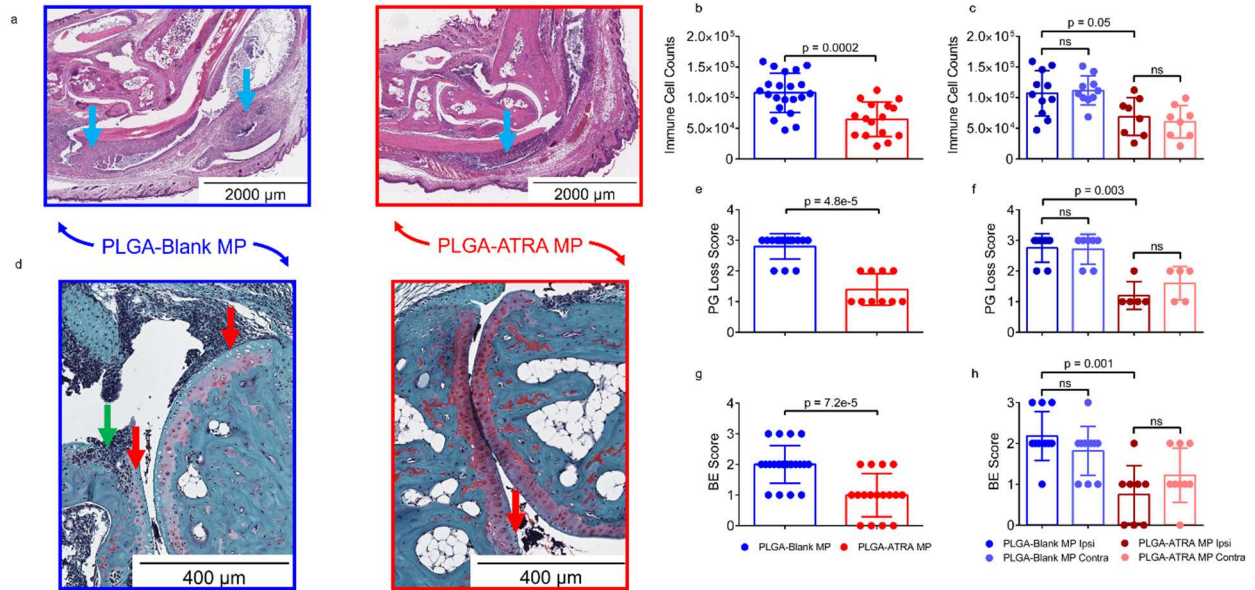 a
2000 µm
2000 µm
PLGA-Blank MP
PLGA-ATRA MP
d
400 µm
400 µm
b
Immune Cell Counts
2.0×10⁵
1.5×10⁵
1.0×10⁵
5.0×10⁴
0.0
p = 0.0002
c
Immune Cell Counts
2.0×10⁵
1.5×10⁵
1.0×10⁵
5.0×10⁴
0.0
p = 0.05
ns
ns
e
PG Loss Score
4
3
2
1
0
p = 4.8e-5
f
PG Loss Score
4
3
2
1
0
p = 0.003
ns
ns
g
BE Score
4
3
2
1
0
p = 7.2e-5
PLGA-Blank MP
PLGA-ATRA MP
h
BE Score
3
2
1
0
p = 0.001
ns
ns
PLGA-Blank MP Ipsi
PLGA-ATRA MP Ipsi
PLGA-Blank MP Contra
PLGA-ATRA MP Contra